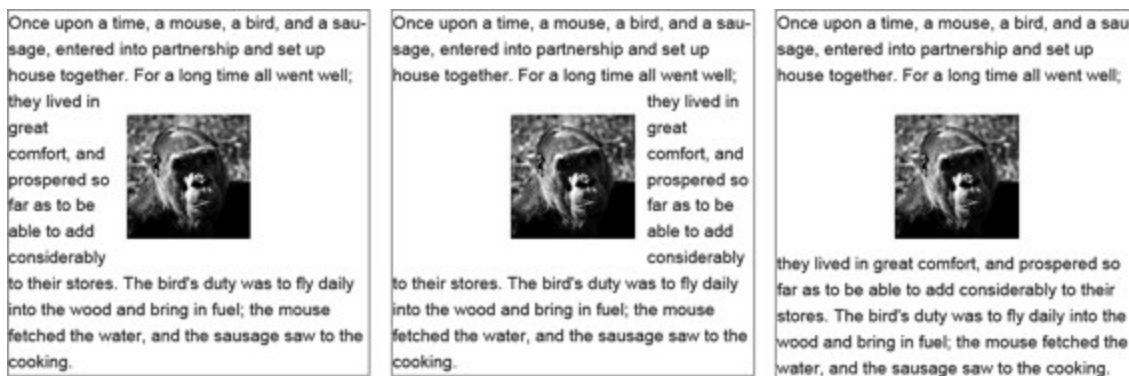 Once upon a time, a mouse, a bird, and a sau-
sage, entered into partnership and set up
house together. For a long time all went well;
they lived in
great
comfort, and
prospered so
far as to be
able to add
considerably
to their stores. The bird's duty was to fly daily
into the wood and bring in fuel; the mouse
fetched the water, and the sausage saw to the
cooking.
Once upon a time, a mouse, a bird, and a sau-
sage, entered into partnership and set up
house together. For a long time all went well;
they lived in
great
comfort, and
prospered so
far as to be
able to add
considerably
to their stores. The bird's duty was to fly daily
into the wood and bring in fuel; the mouse
fetched the water, and the sausage saw to the
cooking.
Once upon a time, a mouse, a bird, and a sau
sage, entered into partnership and set up
house together. For a long time all went well;
they lived in great comfort, and prospered so
far as to be able to add considerably to their
stores. The bird's duty was to fly daily into the
wood and bring in fuel; the mouse fetched the
water, and the sausage saw to the cooking.